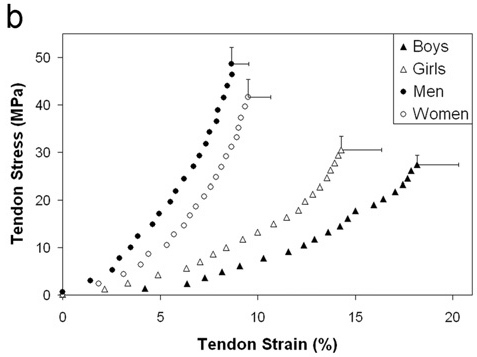 b
Boys
Girls
Men
Women
Tendon Stress (MPa)
50
40
30
20
10
0
0 5 10 15 20
Tendon Strain (%)